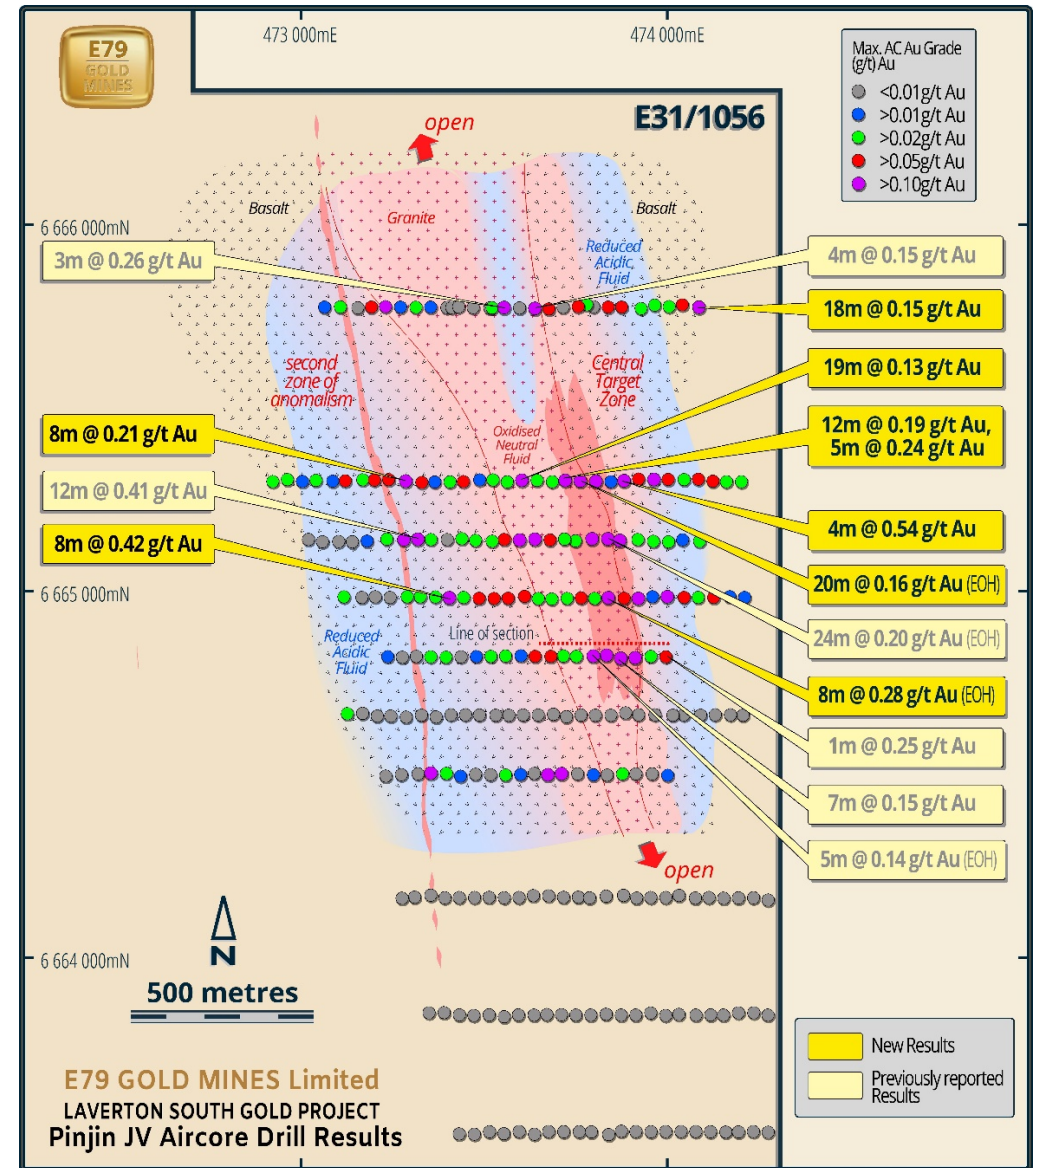 473 000mE
474 000mE
E79
GOLD
MINES
Max. AC Au Grade
(g/t) Au
<0.01g/t Au
>0.01g/t Au
>0.02g/t Au
>0.05g/t Au
>0.10g/t Au
E31/1056
open
Basalt
Granite
Basalt
6 666 000mN
Reduced
Acidic
Fluid
3m @ 0.26 g/t Au
4m @ 0.15 g/t Au
18m @ 0.15 g/t Au
second
zone of
anomalism
Central
Target
Zone
19m @ 0.13 g/t Au
Oxidised
Neutral
Fluid
8m @ 0.21 g/t Au
12m @ 0.19 g/t Au,
5m @ 0.24 g/t Au
12m @ 0.41 g/t Au
8m @ 0.42 g/t Au
4m @ 0.54 g/t Au
20m @ 0.16 g/t Au (EOH)
6 665 000mN
24m @ 0.20 g/t Au (EOH)
Reduced
Acidic
Fluid
Line of section
8m @ 0.28 g/t Au (EOH)
1m @ 0.25 g/t Au
7m @ 0.15 g/t Au
5m @ 0.14 g/t Au (EOH)
open
N
6 664 000mN
500 metres
New Results
Previously reported
Results
E79 GOLD MINES Limited
LAVERTON SOUTH GOLD PROJECT
Pinjin JV Aircore Drill Results